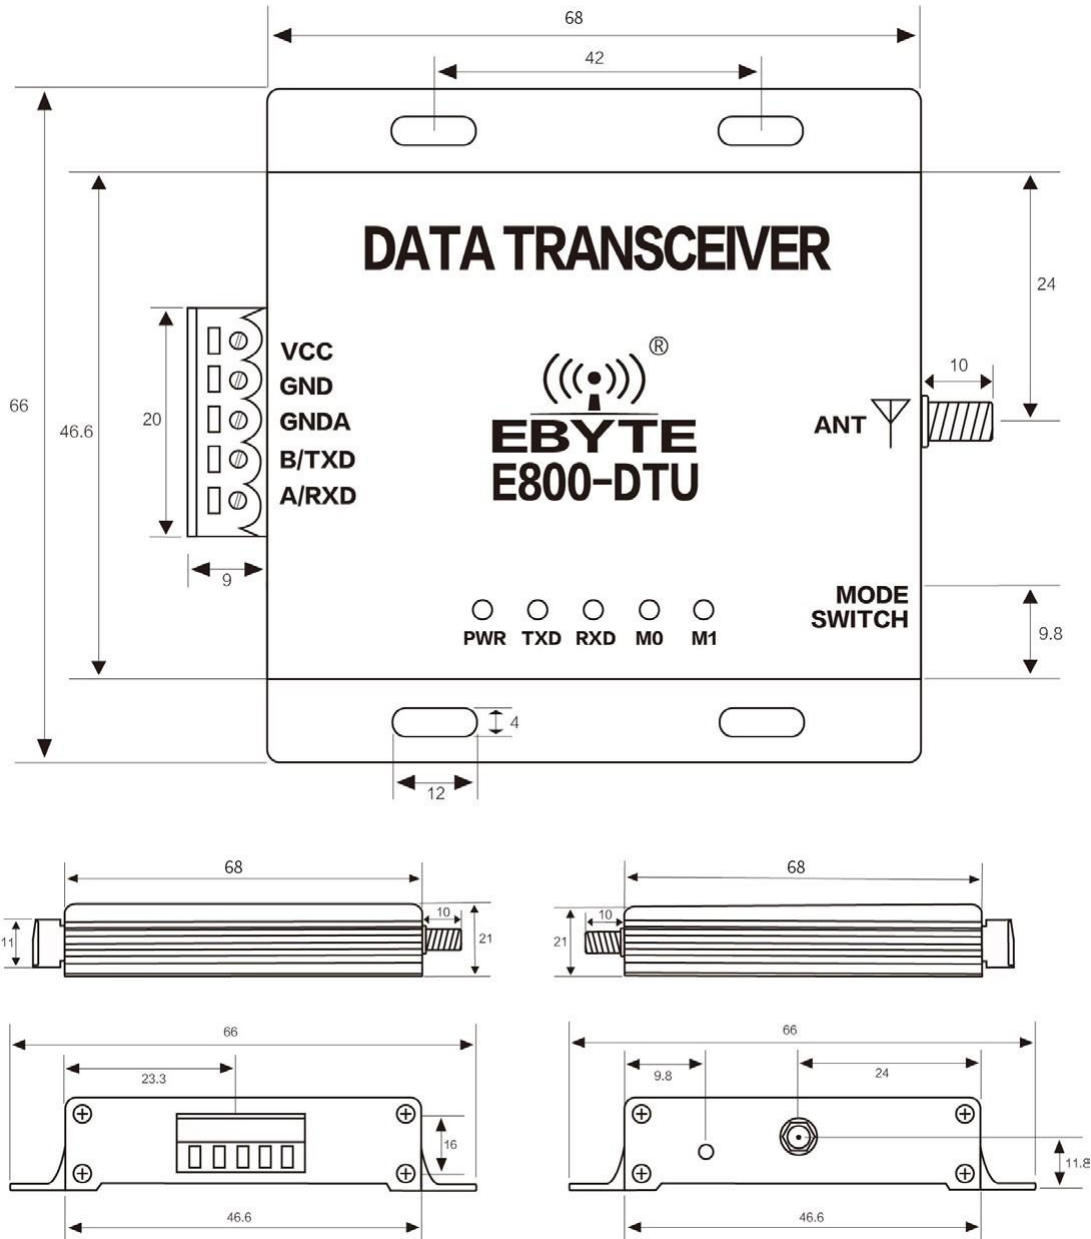 68
42
DATA TRANSCEIVER
24
®
10
VCC
GND
66
46.6
20
GNDA
ANT
EBYTE
B/TXD
E800-DTU
A/RXD
9
MODE
SWITCH
9.8
PWR TXD RXD M0 M1
4
12
68
68
10
10
11
21
21
66
66
23.3
9.8
24
16
11.8
46.6
46.6